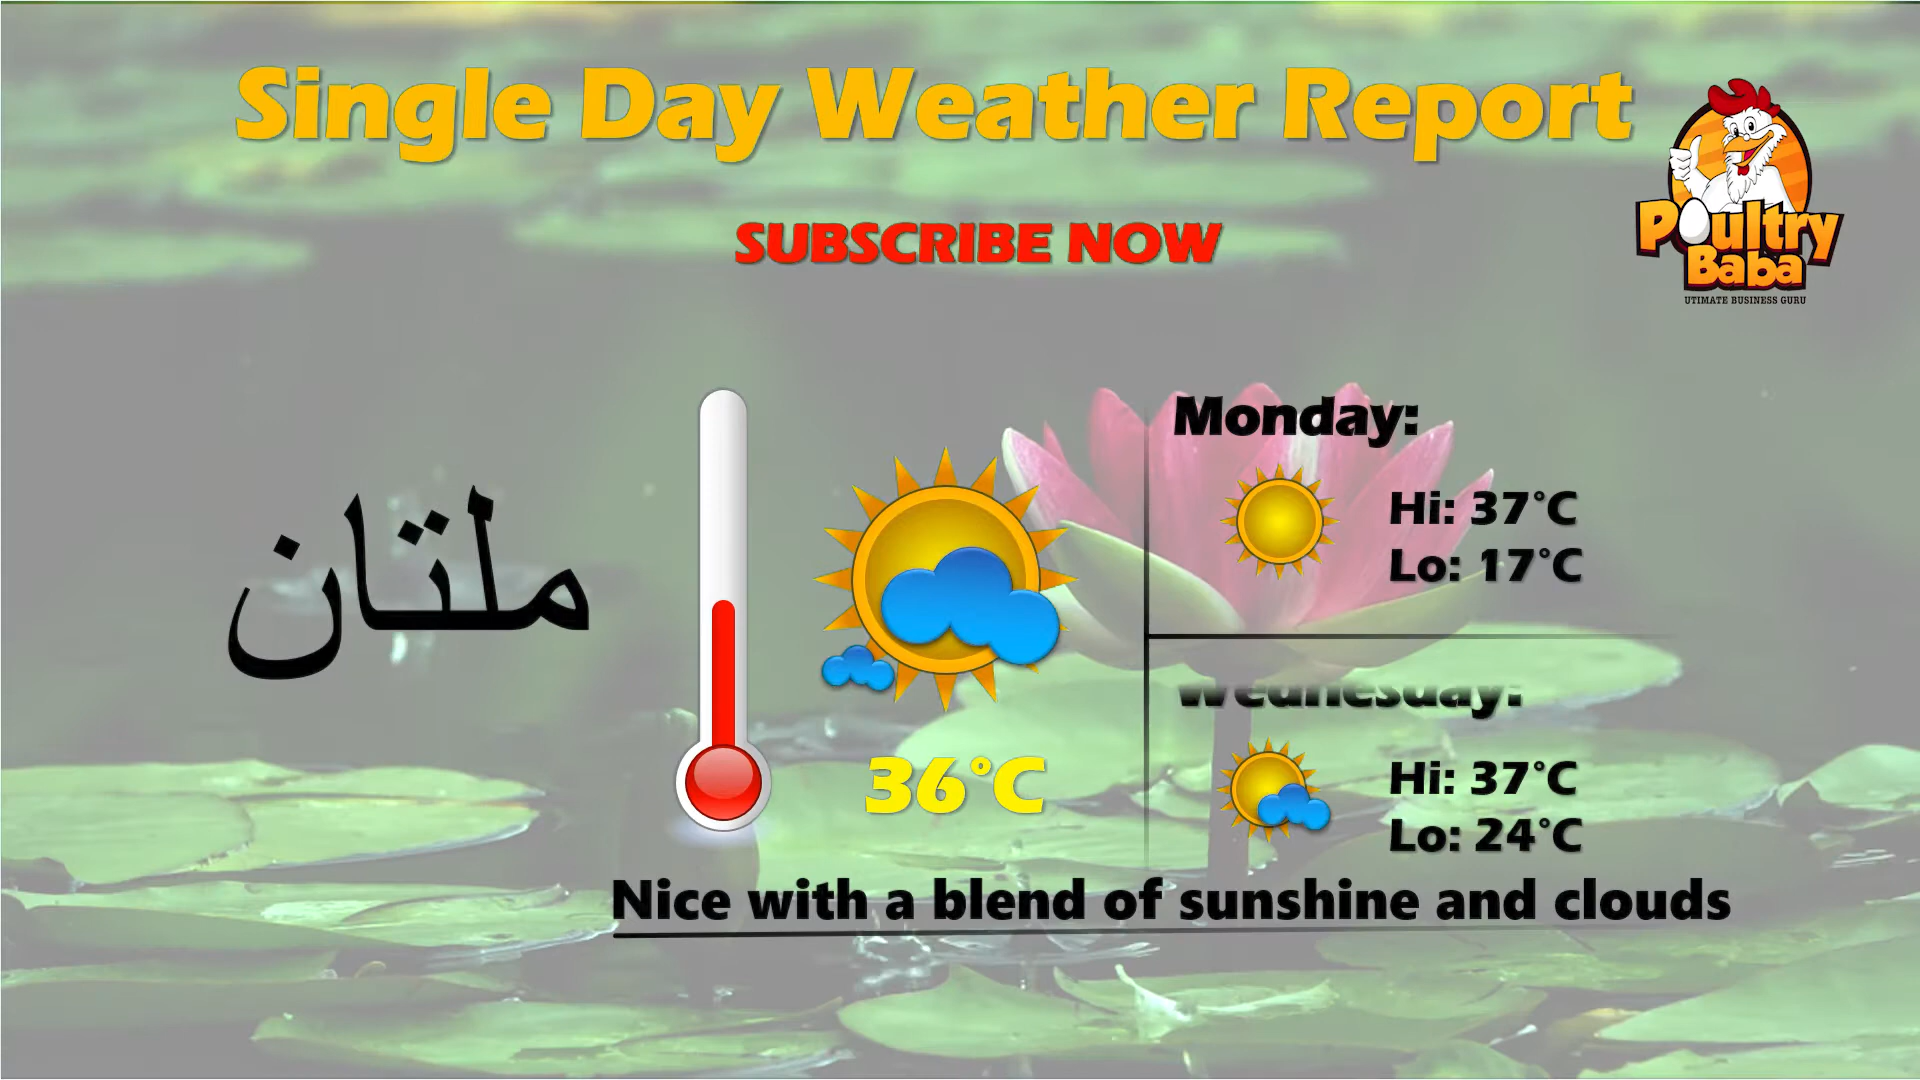 Single Day Weather Report
Poultry
Baba
UTIMATE BUSINESS GURU
SUBSCRIBE NOW
ملتان
36°C
Monday:
Hi: 37°C
Lo: 17°C
Wednesday:
Hi: 37°C
Lo: 24°C
Nice with a blend of sunshine and clouds